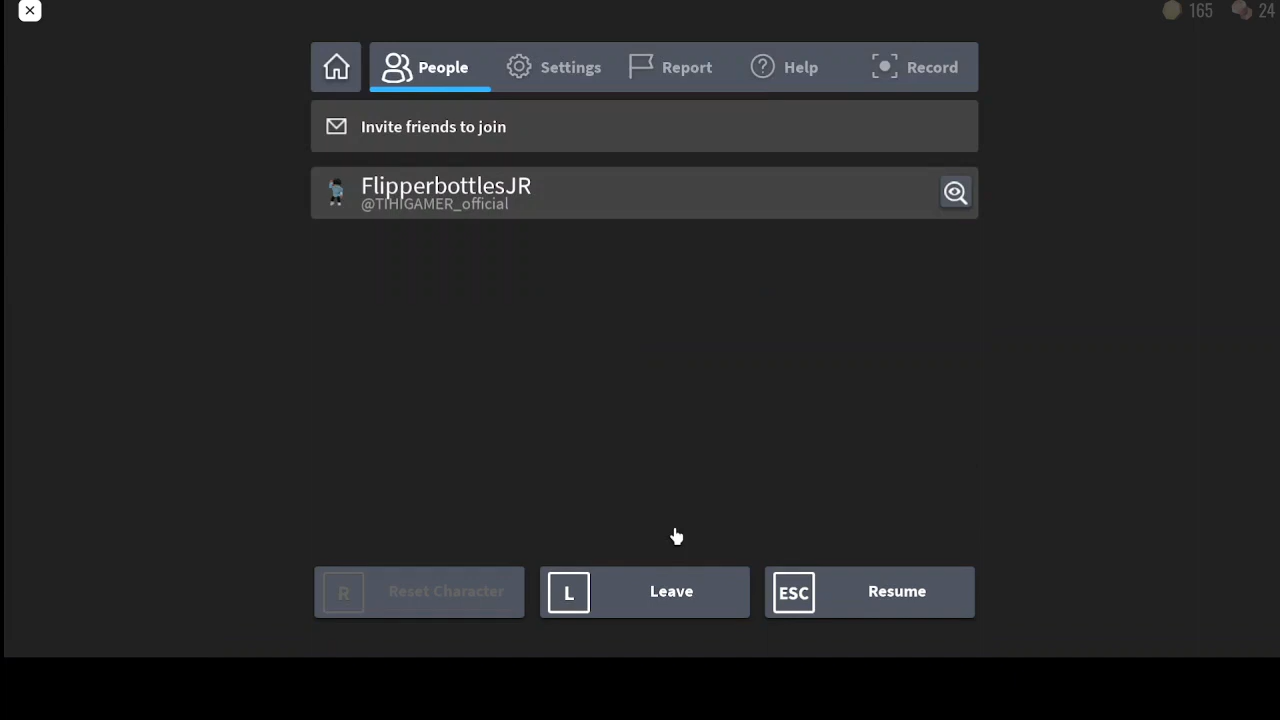 165 24
People Settings Report Help Record
Invite friends to join
FlipperbottlesJR
@TIHIGAMER_official
R Reset Character L Leave ESC Resume